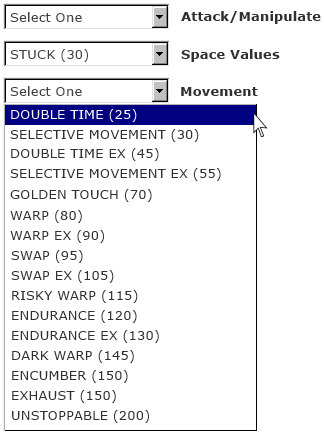 Select One Attack/Manipulate
STUCK (30) Space Values
Select One Movement
DOUBLE TIME (25)
SELECTIVE MOVEMENT (30)
DOUBLE TIME EX (45)
SELECTIVE MOVEMENT EX (55)
GOLDEN TOUCH (70)
WARP (80)
WARP EX (90)
SWAP (95)
SWAP EX (105)
RISKY WARP (115)
ENDURANCE (120)
ENDURANCE EX (130)
DARK WARP (145)
ENCUMBER (150)
EXHAUST (150)
UNSTOPPABLE (200)